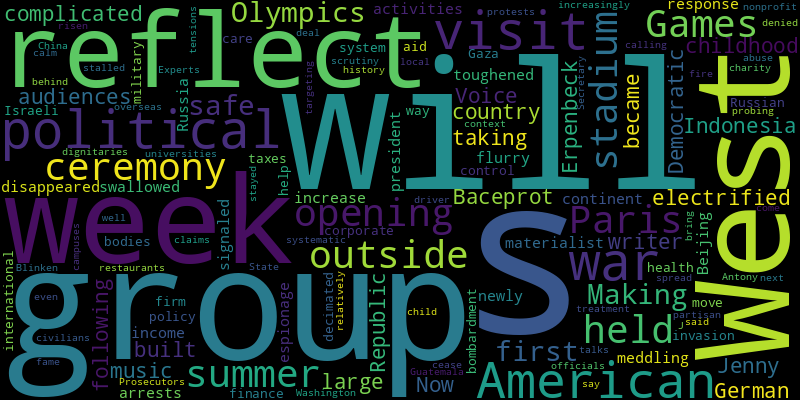 complicated Olympics activities protests increasingly response nonprofit
risen care deal visit Games denied
reflect tensions system aid Gaza stadium calling childhood
China calm stalled Experts military scrutiny history local toughened Secretary abuse charity
behind overseas targeting Voice became fire Russian
audiences Russia safe Will way country Erpenbeck Democratic probing
Israeli political president context taking Indonesia
dignitaries universities flurry
ceremony taxes control West
disappeared swallowed help stayed increase driver Baceprot continent electrified
week signaled opening corporate S Paris come
well campuses bodies claims systematic outside materialist writer Beijing bring
international Blinken restaurants State war health Antony next
group firm espionage decimated relatively Republic newly Making spread move
even policy child treatment held partisan said
civilians following income built bombardment first meddling invasion
fame music cease talks Jenny
Prosecutors summer large Guatemala Now American officials
arrests finance Washington say German